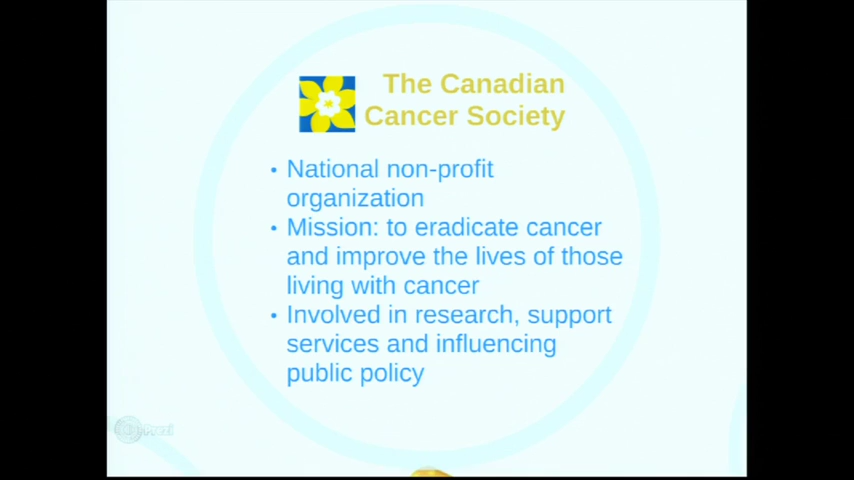 The Canadian
Cancer Society
• National non-profit
organization
• Mission: to eradicate cancer
and improve the lives of those
living with cancer
• Involved in research, support
services and influencing
public policy
Prezi